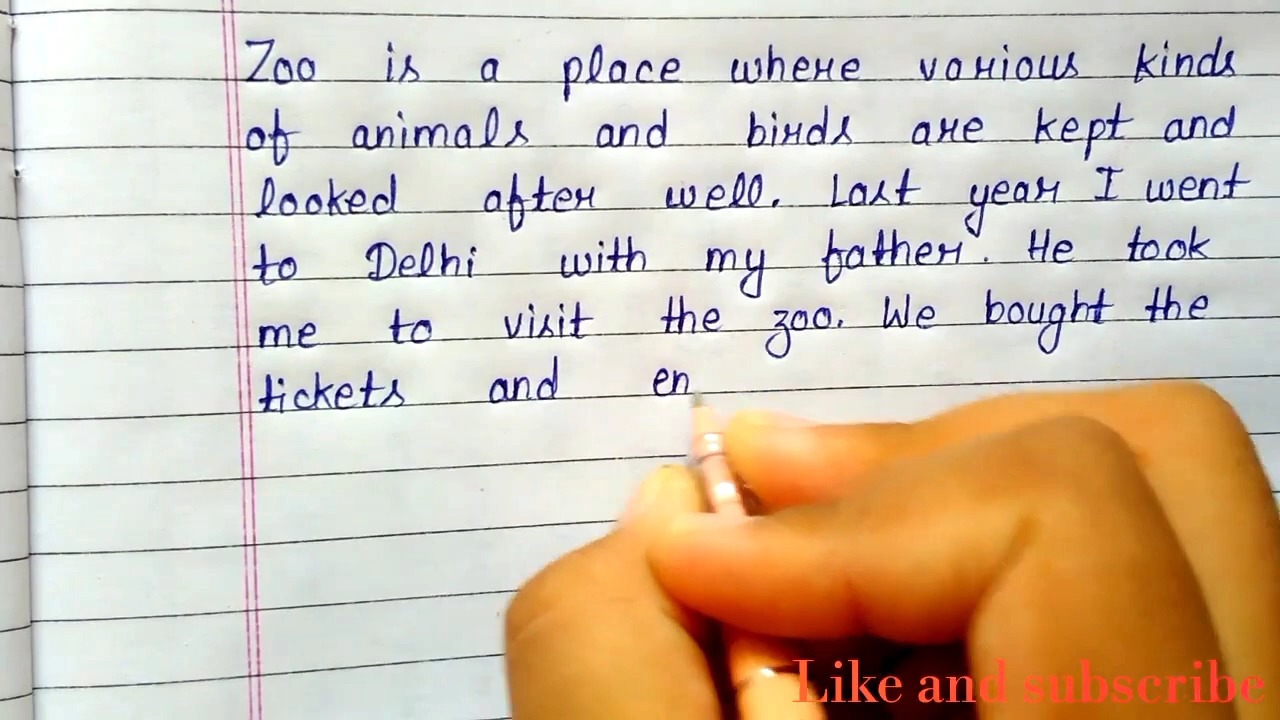 Zoo is a place where various kinds
of animals and birds are kept and
looked after well. Last year I went
to Delhi with my father. He took
me to visit the zoo. We bought the
tickets and en
Like and subscribe